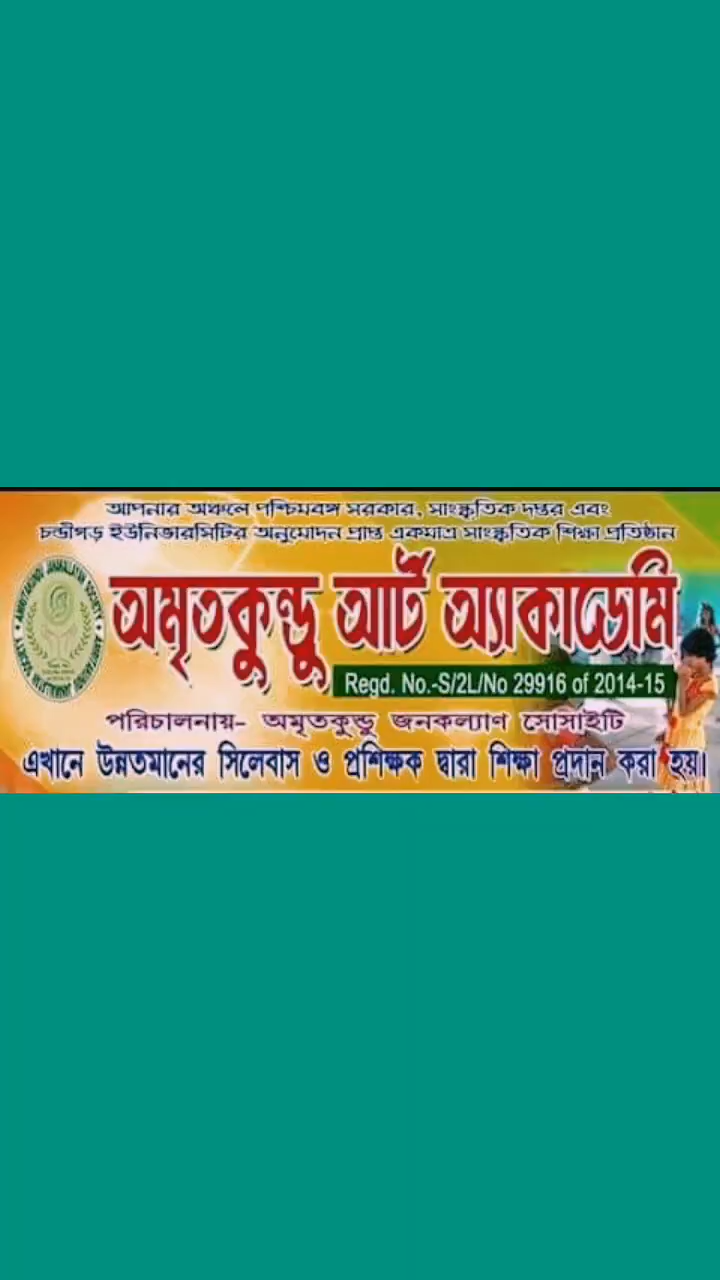 আপনার অঞ্চলে পশ্চিমবঙ্গ সরকার, সাংস্কৃতিক দপ্তর এবং
চন্ডীগড় ইউনিভারসিটির অনুমোদন প্রাপ্ত একমাত্র সাংস্কৃতিক শিক্ষা প্রতিষ্ঠান
অমৃতকুন্ডু আর্ট অ্যাকাডেমি
Regd. No.-S/2L/No 29916 of 2014-15
পরিচালনায়- অমৃতকুন্ডু জনকল্যাণ সোসাইটি
এখানে উন্নতমানের সিলেবাস ও প্রশিক্ষক দ্বারা শিক্ষা প্রদান করা হয়।